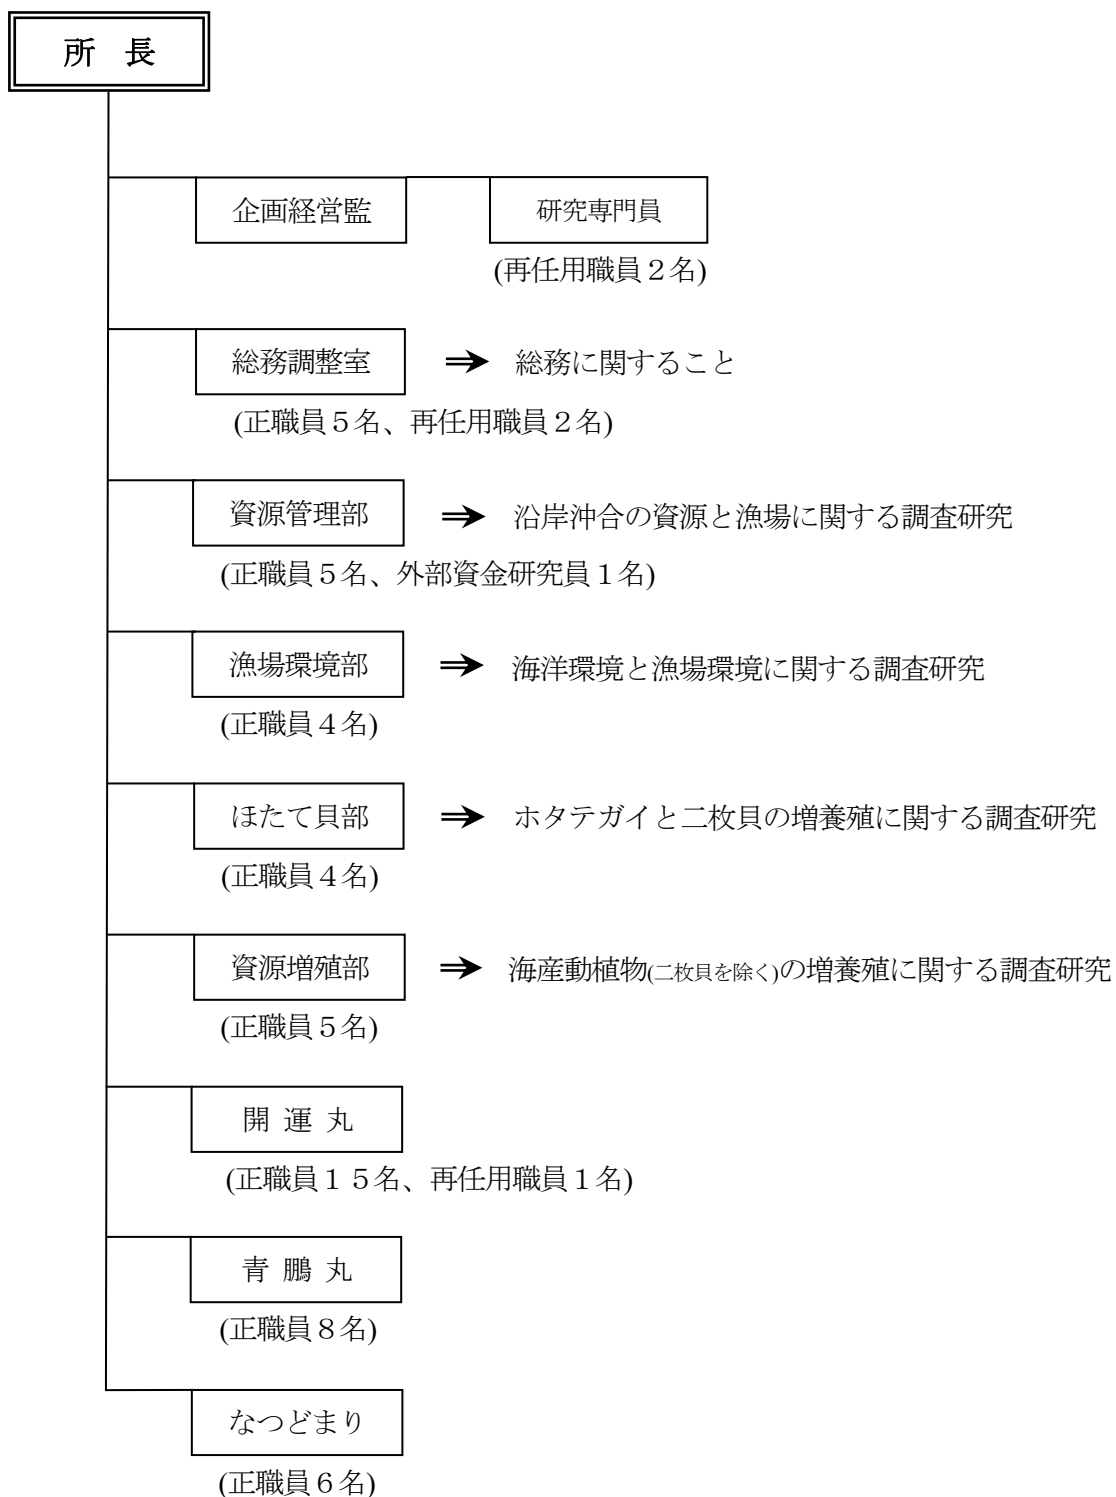 所 長
企画経営監 研究専門員
(再任用職員２名)
総務調整室 ⇒ 総務に関すること
(正職員５名、再任用職員２名)
資源管理部 ⇒ 沿岸沖合の資源と漁場に関する調査研究
(正職員５名、外部資金研究員１名)
漁場環境部 ⇒ 海洋環境と漁場環境に関する調査研究
(正職員４名)
ほたて貝部 ⇒ ホタテガイと二枚貝の増養殖に関する調査研究
(正職員４名)
資源増殖部 ⇒ 海産動植物(二枚貝を除く)の増養殖に関する調査研究
(正職員５名)
開 運 丸
(正職員１５名、再任用職員１名)
青 鵬 丸
(正職員８名)
なつどまり
(正職員６名)